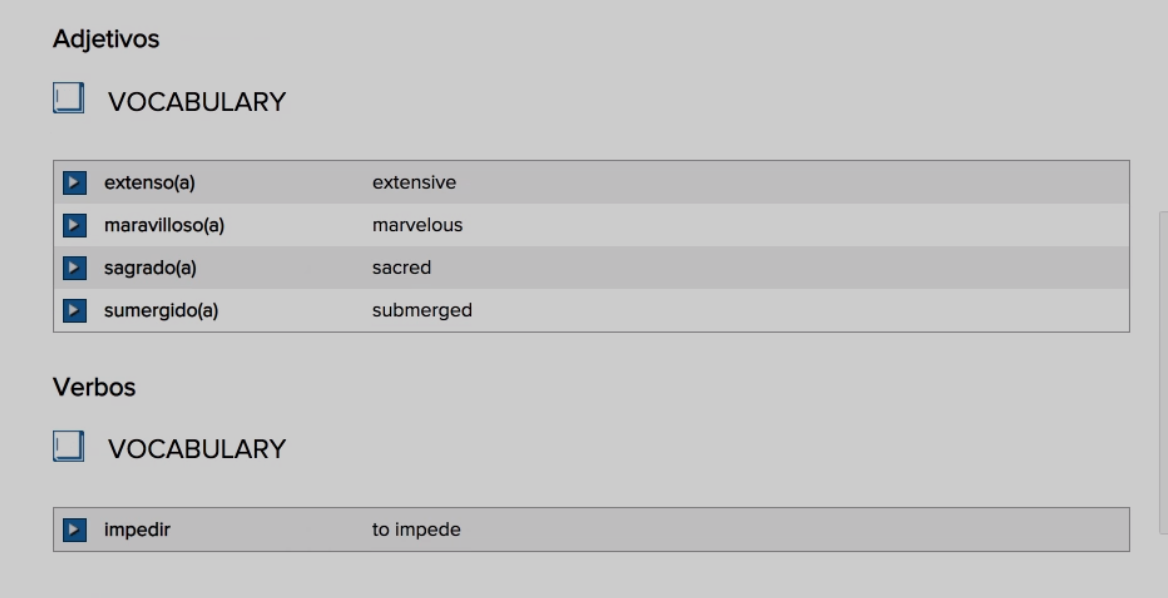 Adjetivos
VOCABULARY
extenso(a) extensive
maravilloso(a) marvelous
sagrado(a) sacred
sumergido(a) submerged
Verbos
VOCABULARY
impedir to impede